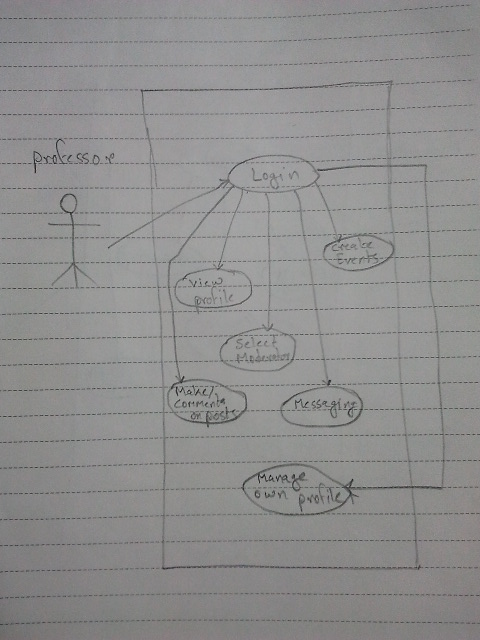 professor
Login
Create
Events
View
profile
Select
Moderator
Make/
Comments
on posts
Messaging
Manage
own profile